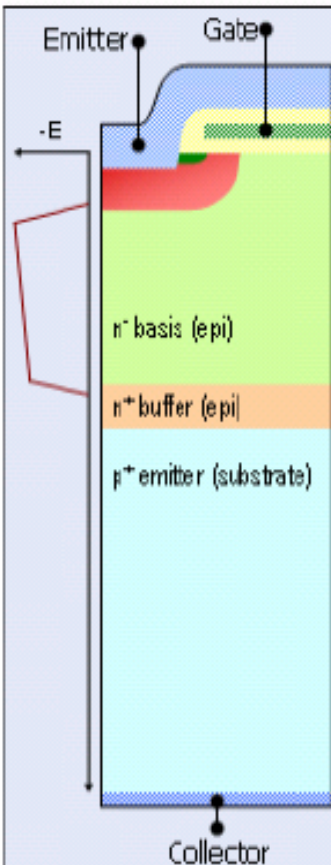 Emitter
Gate
-E
n⁻ basis (epi)
n⁺ buffer (epi)
p⁺ emitter (substrate)
Collector